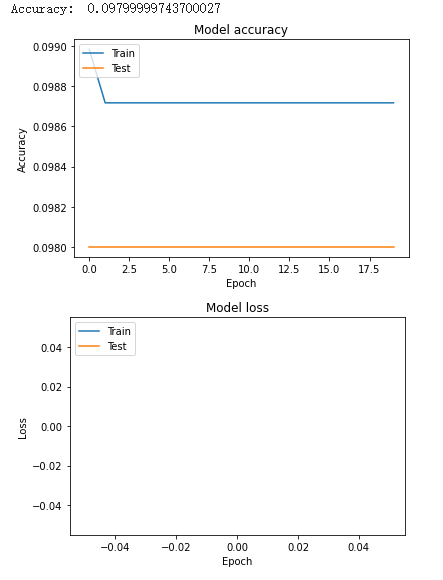 Accuracy: 0.09799999743700027
Model accuracy
Train
Test
0.0990
0.0988
0.0986
0.0984
0.0982
0.0980
Accuracy
0.0 2.5 5.0 7.5 10.0 12.5 15.0 17.5
Epoch
Model loss
Train
Test
0.04
0.02
0.00
−0.02
−0.04
Loss
−0.04 −0.02 0.00 0.02 0.04
Epoch